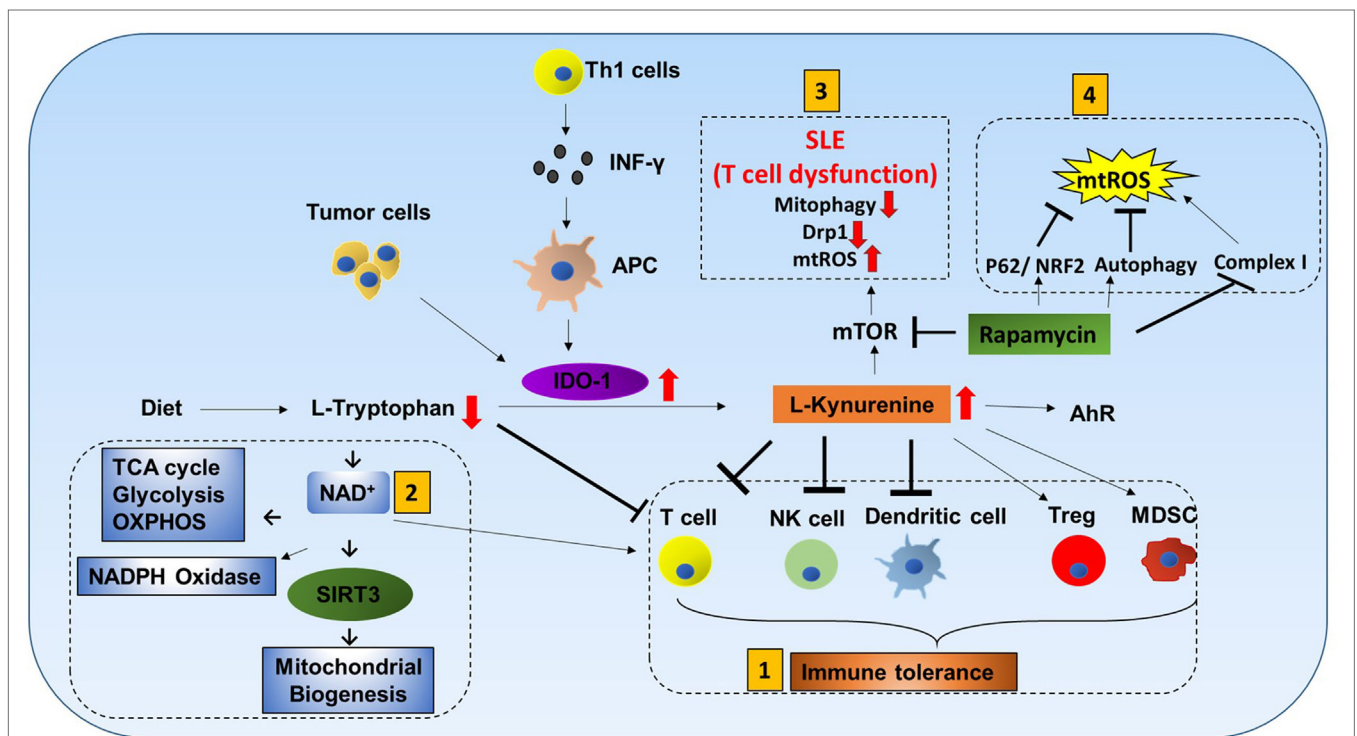 Th1 cells
INF-γ
APC
Tumor cells
IDO-1
Diet
L-Tryptophan
3
SLE
(T cell dysfunction)
Mitophagy
Drp1
mtROS
4
mtROS
P62/ NRF2
Autophagy
Complex I
mTOR
Rapamycin
L-Kynurenine
AhR
TCA cycle
Glycolysis
OXPHOS
NAD⁺
2
NADPH Oxidase
SIRT3
Mitochondrial
Biogenesis
T cell
NK cell
Dendritic cell
Treg
MDSC
1
Immune tolerance